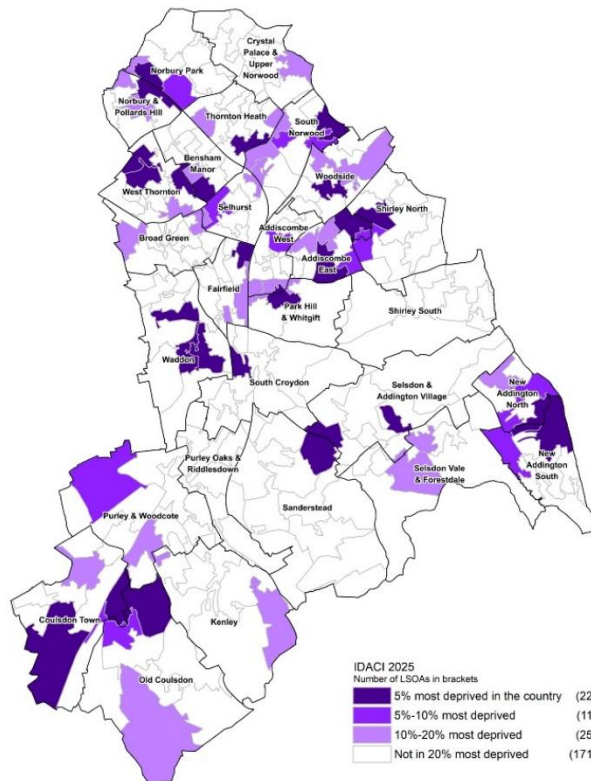 Crystal
Palace &
Upper
Norwood
Norbury Park
Norbury &
Pollards Hill
Thornton Heath
South
Norwood
Bensham
Manor
Woodside
West Thornton
Selhurst
Shirley North
Broad Green
Addiscombe
West
Addiscombe
East
Fairfield
Park Hill
& Whitgift
Shirley South
Waddon
South Croydon
Selsdon &
Addington Village
New
Addington
North
Purley Oaks &
Riddlesdown
Selsdon Vale
& Forestdale
New
Addington
South
Sanderstead
Purley & Woodcote
Coulsdon Town
Kenley
Old Coulsdon
IDACI 2025
Number of LSOAs in brackets
5% most deprived in the country (22
5%-10% most deprived (11
10%-20% most deprived (25
Not in 20% most deprived (171